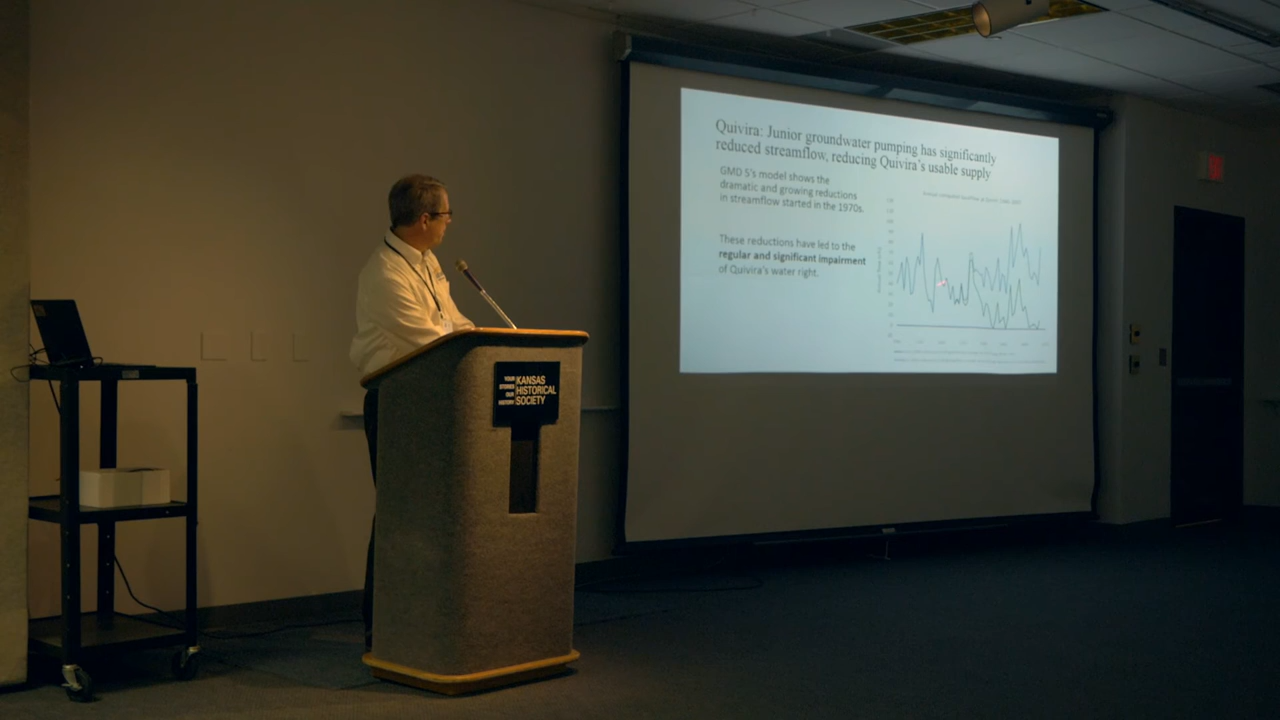 Quivira: Junior groundwater pumping has significantly
reduced streamflow, reducing Quivira's usable supply
GMD 5's model shows the
dramatic and growing reductions
in streamflow started in the 1970s.
These reductions have led to the
regular and significant impairment
of Quivira's water right.
YOUR
STORIES
OUR
HISTORY
KANSAS
HISTORICAL
SOCIETY